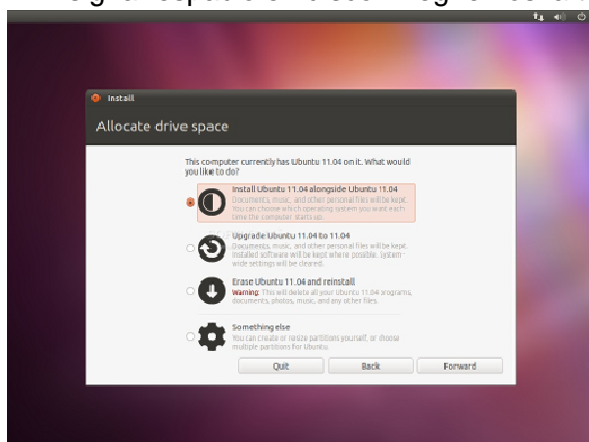 Install
Allocate drive space
This computer currently has Ubuntu 11.04 on it. What would
you like to do?
Install Ubuntu 11.04 alongside Ubuntu 11.04
Documents, music, and other personal files will be kept.
You can choose which operating system you want each
time the computer starts up.
Upgrade Ubuntu 11.04 to 11.04
Documents, music, and other personal files will be kept.
Installed software will be kept where possible. System-
wide settings will be cleared.
Erase Ubuntu 11.04 and reinstall
Warning: This will delete all your Ubuntu 11.04 programs,
documents, photos, music, and any other files.
Something else
You can create or resize partitions yourself, or choose
multiple partitions for Ubuntu.
Quit Back Forward